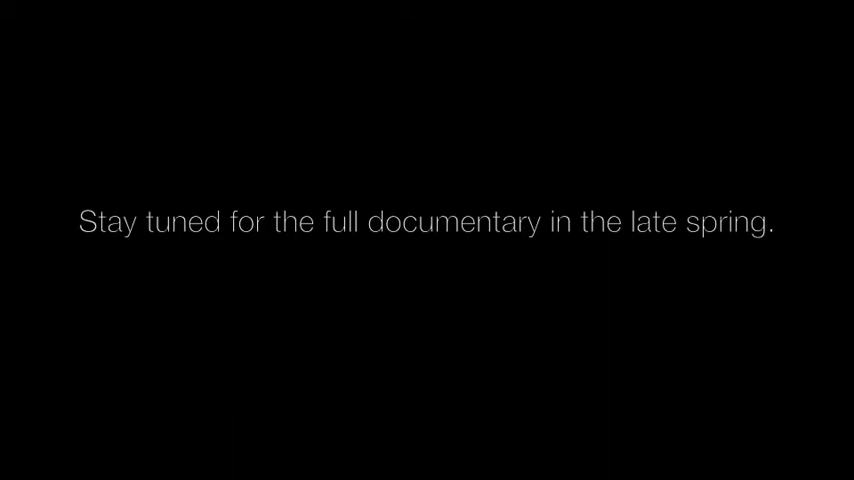 Stay tuned for the full documentary in the late spring.